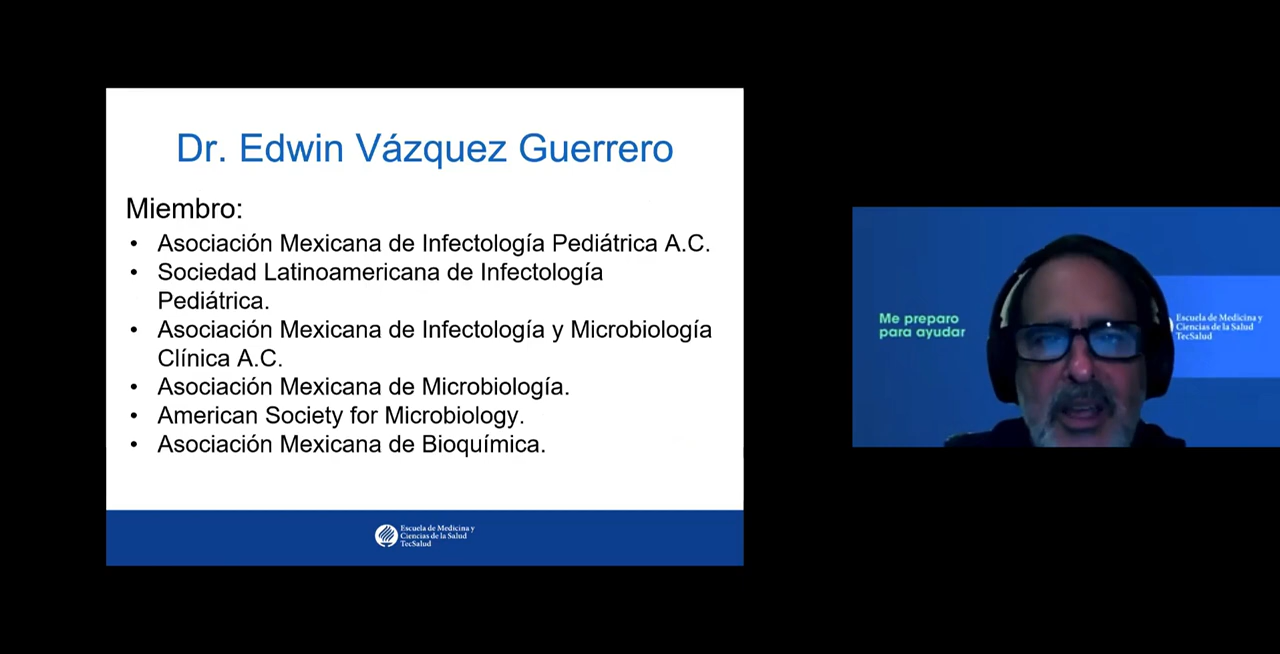 Dr. Edwin Vázquez Guerrero
Miembro:
• Asociación Mexicana de Infectología Pediátrica A.C.
• Sociedad Latinoamericana de Infectología
Pediátrica.
• Asociación Mexicana de Infectología y Microbiología
Clínica A.C.
• Asociación Mexicana de Microbiología.
• American Society for Microbiology.
• Asociación Mexicana de Bioquímica.
Escuela de Medicina y
Ciencias de la Salud
TecSalud
Me preparo
para ayudar
Escuela de Medicina y
Ciencias de la Salud
TecSalud